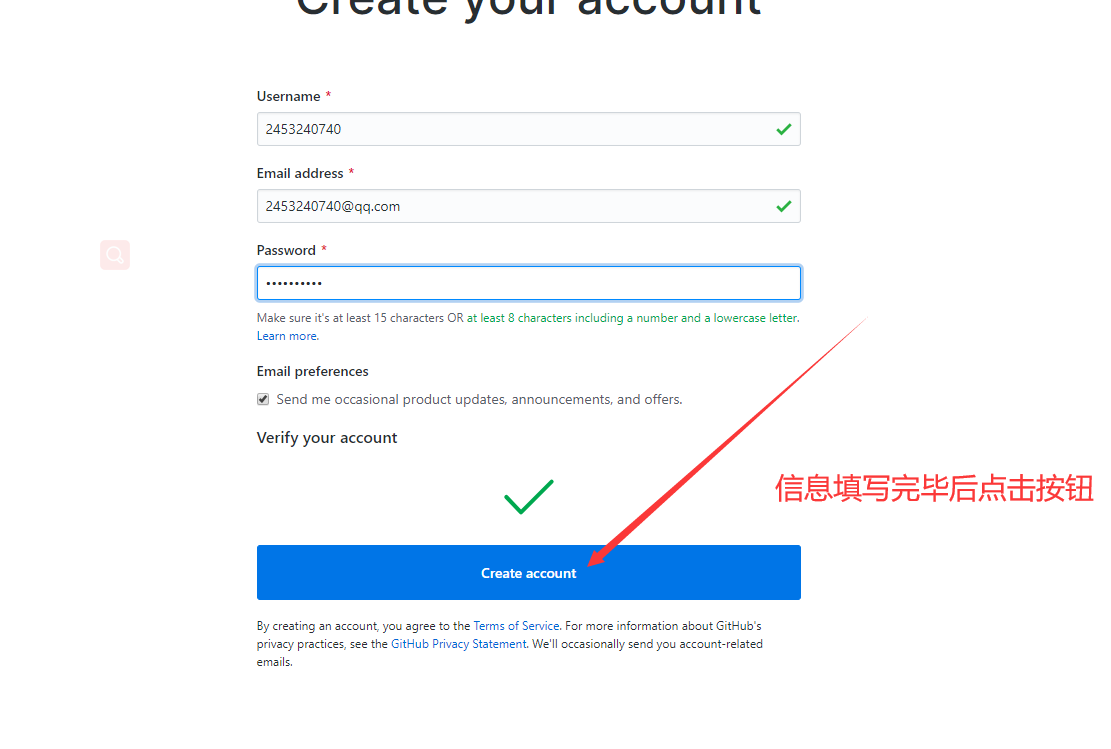 Create your account
Username *
2453240740
Email address *
2453240740@qq.com
Password *
••••••••••
Make sure it's at least 15 characters OR at least 8 characters including a number and a lowercase letter.
Learn more.
Email preferences
Send me occasional product updates, announcements, and offers.
Verify your account
信息填写完毕后点击按钮
Create account
By creating an account, you agree to the Terms of Service. For more information about GitHub's
privacy practices, see the GitHub Privacy Statement. We'll occasionally send you account-related
emails.